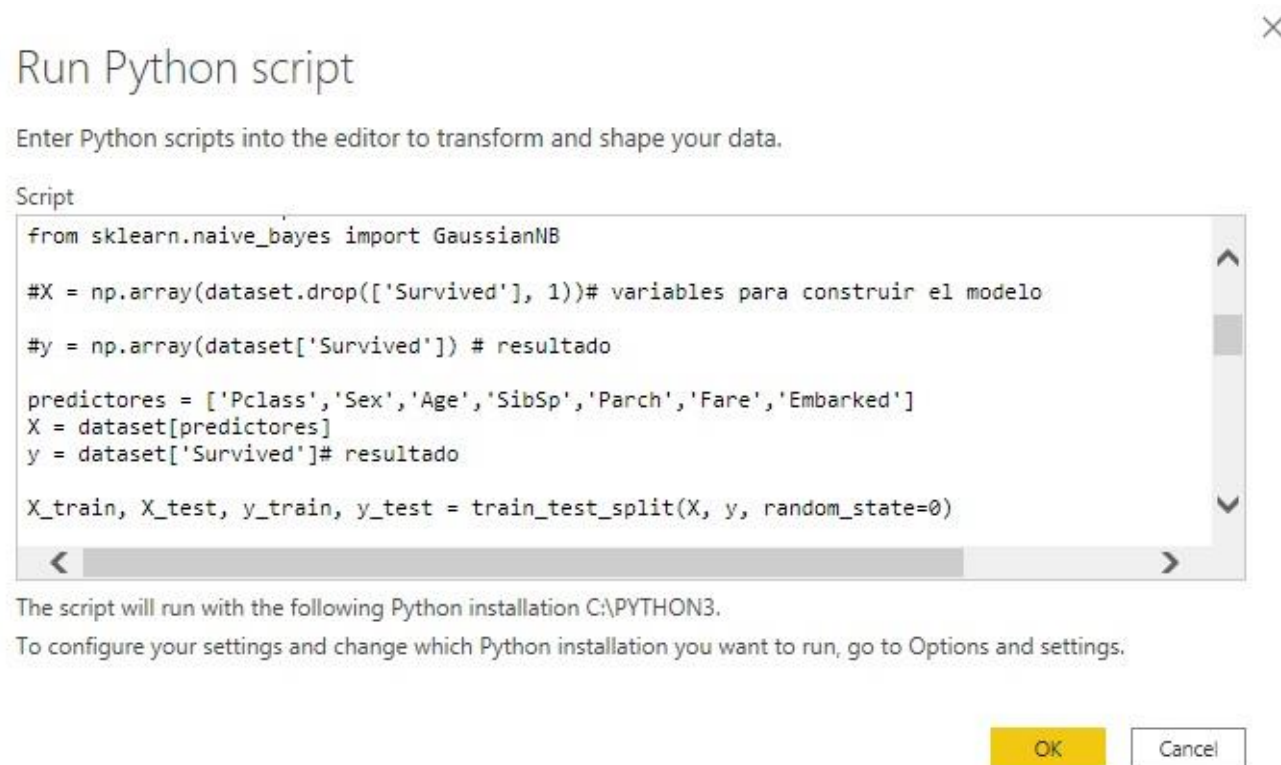 Run Python script
Enter Python scripts into the editor to transform and shape your data.
Script
from sklearn.naive_bayes import GaussianNB
#X = np.array(dataset.drop(['Survived'], 1))# variables para construir el modelo
#y = np.array(dataset['Survived']) # resultado
predictores = ['Pclass','Sex','Age','SibSp','Parch','Fare','Embarked']
X = dataset[predictores]
y = dataset['Survived']# resultado
X_train, X_test, y_train, y_test = train_test_split(X, y, random_state=0)
The script will run with the following Python installation C:\PYTHON3.
To configure your settings and change which Python installation you want to run, go to Options and settings.
OK Cancel